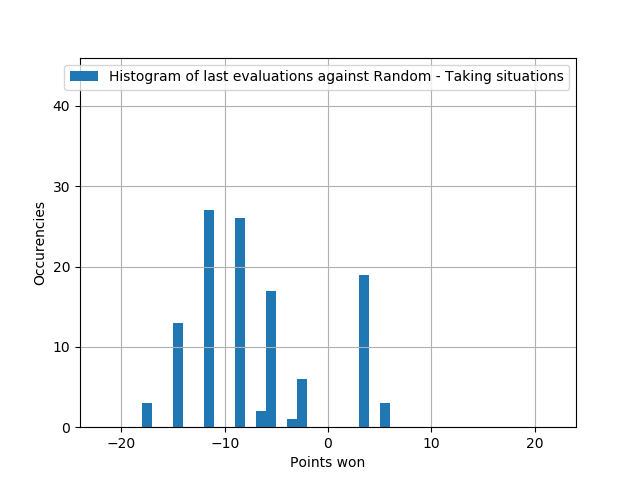 Histogram of last evaluations against Random - Taking situations
40
30
20
10
0
Occurencies
−20 −10 0 10 20
Points won